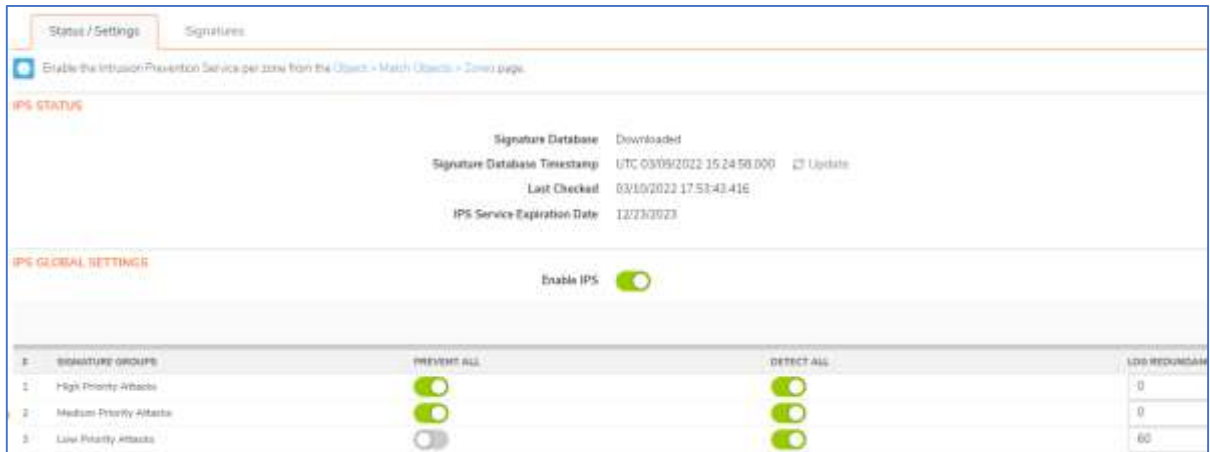 Status / Settings Signatures
Enable the Intrusion Prevention Service per zone from the Object > Match Objects > Zones page.
IPS STATUS
Signature Database Downloaded
Signature Database Timestamp UTC 03/09/2022 15:24:58.000 Update
Last Checked 03/10/2022 17:53:43.416
IPS Service Expiration Date 12/23/2023
IPS GLOBAL SETTINGS
Enable IPS
# SIGNATURE GROUPS PREVENT ALL DETECT ALL LOG REDUNDAN
1 High Priority Attacks 0
2 Medium Priority Attacks 0
3 Low Priority Attacks 60